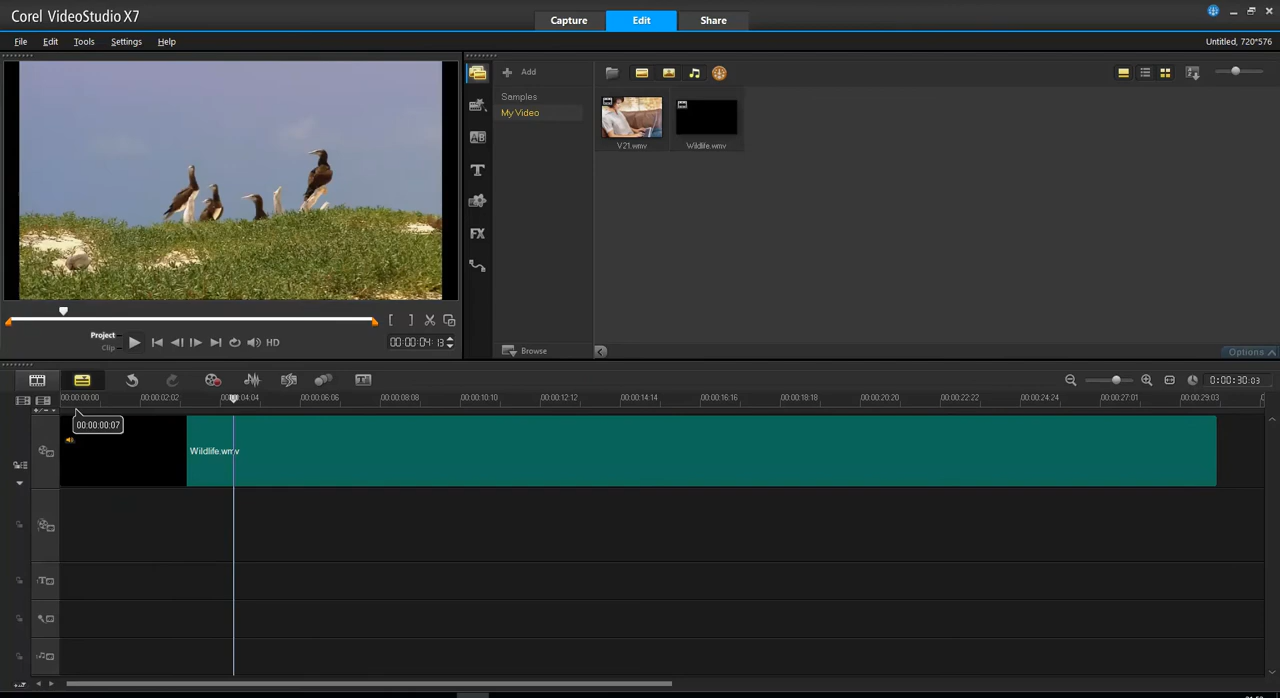 Corel VideoStudio X7
Capture
Edit
Share
File
Edit
Tools
Settings
Help
Untitled, 720*576
Add
Samples
My Video
V21.wmv
Wildlife.wmv
Project
Clip
HD
00:00:04: 13
Browse
Options
0:00:30:03
00:00:00:00
00:00:02:02
00:00:04:04
00:00:06:06
00:00:08:08
00:00:10:10
00:00:12:12
00:00:14:14
00:00:16:16
00:00:18:18
00:00:20:20
00:00:22:22
00:00:24:24
00:00:27:01
00:00:29:03
00:00:00:07
Wildlife.wmv